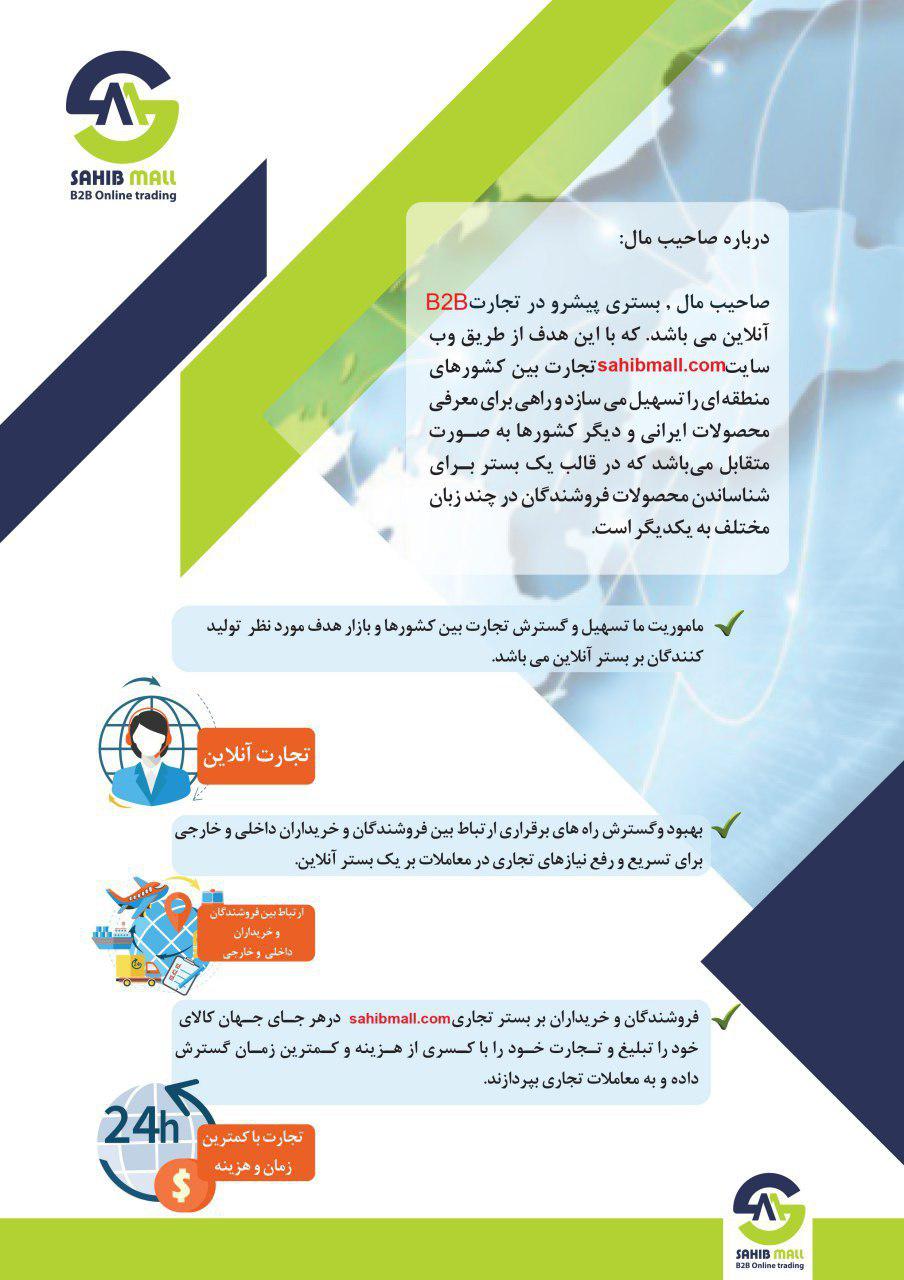 SAHIB MALL
B2B Online trading
درباره صاحیب مال:
صاحیب مال , بستری پیشرو در تجارت B2B
آنلاین می باشد. که با این هدف از طریق وب
سایت sahibmall.com تجارت بین کشورهای
منطقه ای را تسهیل می سازد و راهی برای معرفی
محصولات ایرانی و دیگر کشورها به صورت
متقابل می‌باشد که در قالب یک بستر برای
شناساندن محصولات فروشندگان در چند زبان
مختلف به یکدیگر است.
ماموریت ما تسهیل و گسترش تجارت بین کشورها و بازار هدف مورد نظر تولید
کنندگان بر بستر آنلاین می باشد.
تجارت آنلاین
بهبود وگسترش راه های برقراری ارتباط بین فروشندگان و خریداران داخلی و خارجی
برای تسریع و رفع نیازهای تجاری در معاملات بر یک بستر آنلاین.
ارتباط بین فروشندگان
و خریداران
داخلی و خارجی
فروشندگان و خریداران بر بستر تجاری sahibmall.com درهر جای جهان کالای
خود را تبلیغ و تجارت خود را با کسری از هزینه و کمترین زمان گسترش
داده و به معاملات تجاری بپردازند.
24h
$
تجارت با کمترین
زمان و هزینه
SAHIB MALL
B2B Online trading